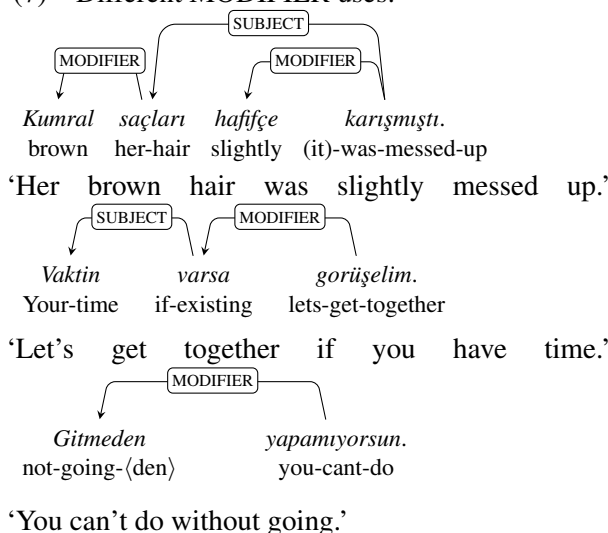 (7) Different MODIFIER uses.
SUBJECT
MODIFIER MODIFIER
Kumral saçları hafifçe karışmıştı.
brown her-hair slightly (it)-was-messed-up
‘Her brown hair was slightly messed up.’
SUBJECT MODIFIER
Vaktin varsa gorüşelim.
Your-time if-existing lets-get-together
‘Let's get together if you have time.’
MODIFIER
Gitmeden yapamıyorsun.
not-going-⟨den⟩ you-cant-do
‘You can't do without going.’